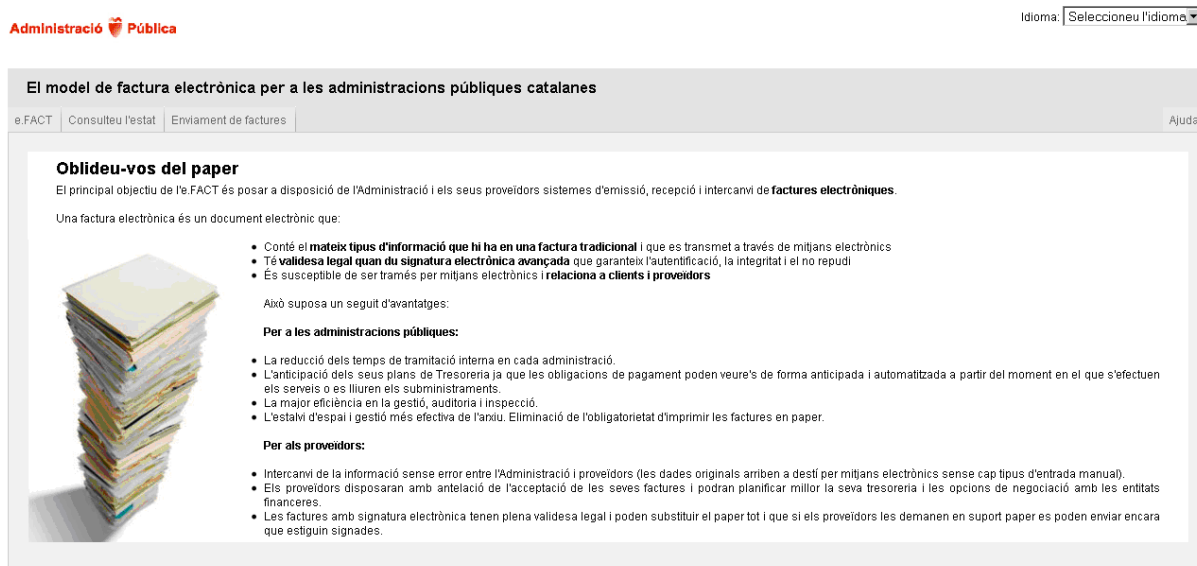 Administració Pública
Idioma: Seleccioneu l'idioma
El model de factura electrònica per a les administracions públiques catalanes
e.FACT Consulteu l'estat Enviament de factures Ajuda
Oblideu-vos del paper
El principal objectiu de l'e.FACT és posar a disposició de l'Administració i els seus proveïdors sistemes d'emissió, recepció i intercanvi de factures electròniques.
Una factura electrònica és un document electrònic que:
Conté el mateix tipus d'informació que hi ha en una factura tradicional i que es transmet a través de mitjans electrònics
Té validesa legal quan du signatura electrònica avançada que garanteix l'autentificació, la integritat i el no repudi
És susceptible de ser tramés per mitjans electrònics i relaciona a clients i proveïdors
Això suposa un seguit d'avantatges:
Per a les administracions públiques:
La reducció dels temps de tramitació interna en cada administració.
L'anticipació dels seus plans de Tresoreria ja que les obligacions de pagament poden veure's de forma anticipada i automatitzada a partir del moment en el que s'efectuen
els serveis o es lliuren els subministraments.
La major eficiència en la gestió, auditoria i inspecció.
L'estalvi d'espai i gestió més efectiva de l'arxiu. Eliminació de l'obligatorietat d'imprimir les factures en paper.
Per als proveïdors:
Intercanvi de la informació sense error entre l'Administració i proveïdors (les dades originals arriben a destí per mitjans electrònics sense cap tipus d'entrada manual).
Els proveïdors disposaran amb antelació de l'acceptació de les seves factures i podran planificar millor la seva tresoreria i les opcions de negociació amb les entitats
financeres.
Les factures amb signatura electrònica tenen plena validesa legal i poden substituir el paper tot i que si els proveïdors les demanen en suport paper es poden enviar encara
que estiguin signades.